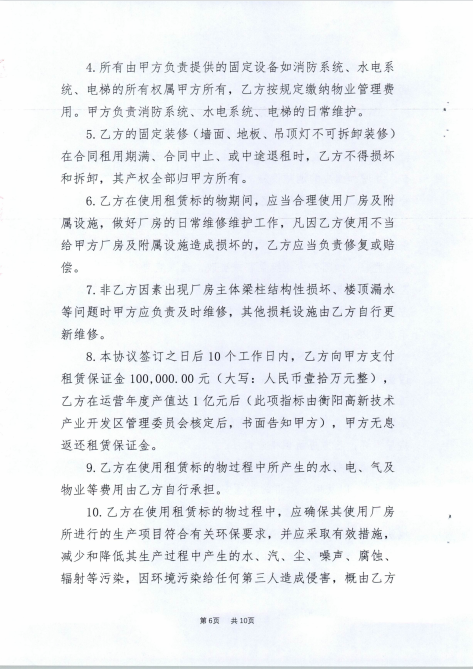 4.所有由甲方负责提供的固定设备如消防系统、水电系
统、电梯的所有权属甲方所有，乙方按规定缴纳物业管理费
用。甲方负责消防系统、水电系统、电梯的日常维护。
5.乙方的固定装修（墙面、地板、吊顶灯不可拆卸装修）
在合同租用期满、合同中止、或中途退租时，乙方不得损坏
和拆卸，其产权全部归甲方所有。
6.乙方在使用租赁标的物期间，应当合理使用厂房及附
属设施，做好厂房的日常维修维护工作，凡因乙方使用不当
给甲方厂房及附属设施造成损坏的，乙方应当负责修复或赔
偿。
7.非乙方因素出现厂房主体梁柱结构性损坏、楼顶漏水
等问题时甲方应负责及时维修，其他损耗设施由乙方自行更
新维修。
8.本协议签订之日后10个工作日内，乙方向甲方支付
租赁保证金100,000.00元（大写：人民币壹拾万元整），
乙方在运营年度产值达1亿元后（此项指标由衡阳高新技术
产业开发区管理委员会核定后，书面告知甲方），甲方无息
返还租赁保证金。
9.乙方在使用租赁标的物过程中所产生的水、电、气及
物业等费用由乙方自行承担。
10.乙方在使用租赁标的物过程中，应确保其使用厂房
所进行的生产项目符合有关环保要求，并应采取有效措施，
减少和降低其生产过程中产生的水、汽、尘、噪声、腐蚀、
辐射等污染，因环境污染给任何第三人造成侵害，概由乙方
第6页 共10页